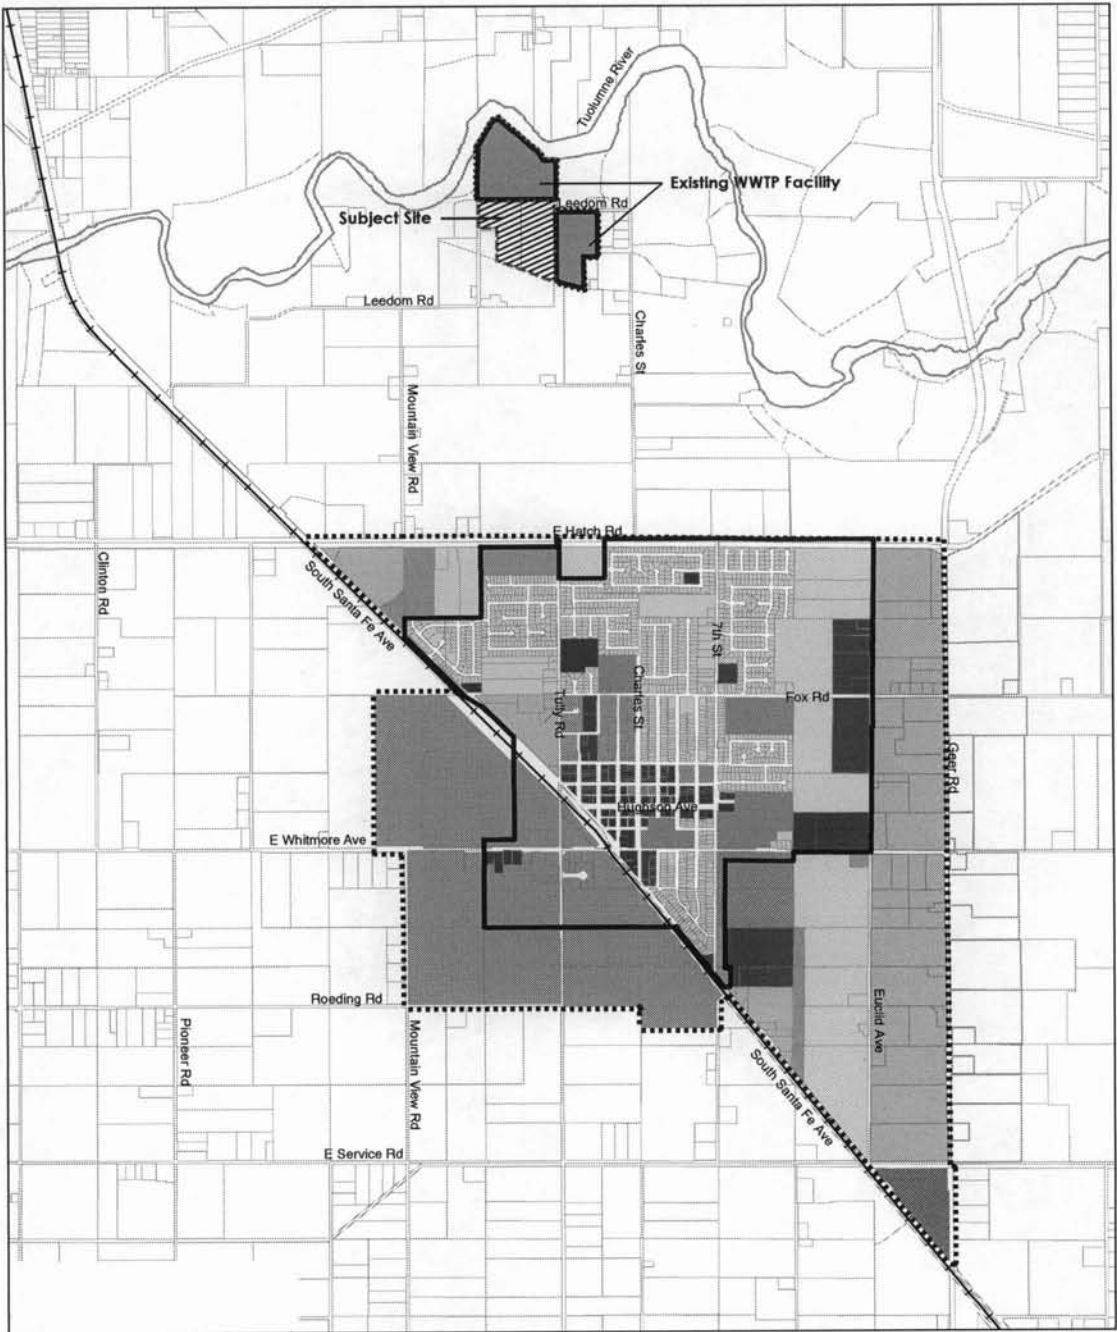 Tuolumne River
Existing WWTP Facility
Leedom Rd
Subject Site
Leedom Rd
Charles St
Mountain View Rd
E Hatch Rd
Clinton Rd
South Santa Fe Ave
7th St
Charles St
Tully Rd
Fox Rd
Geer Rd
Hughson Ave
E Whitmore Ave
Roeding Rd
Euclid Ave
Pioneer Rd
Mountain View Rd
South Santa Fe Ave
E Service Rd